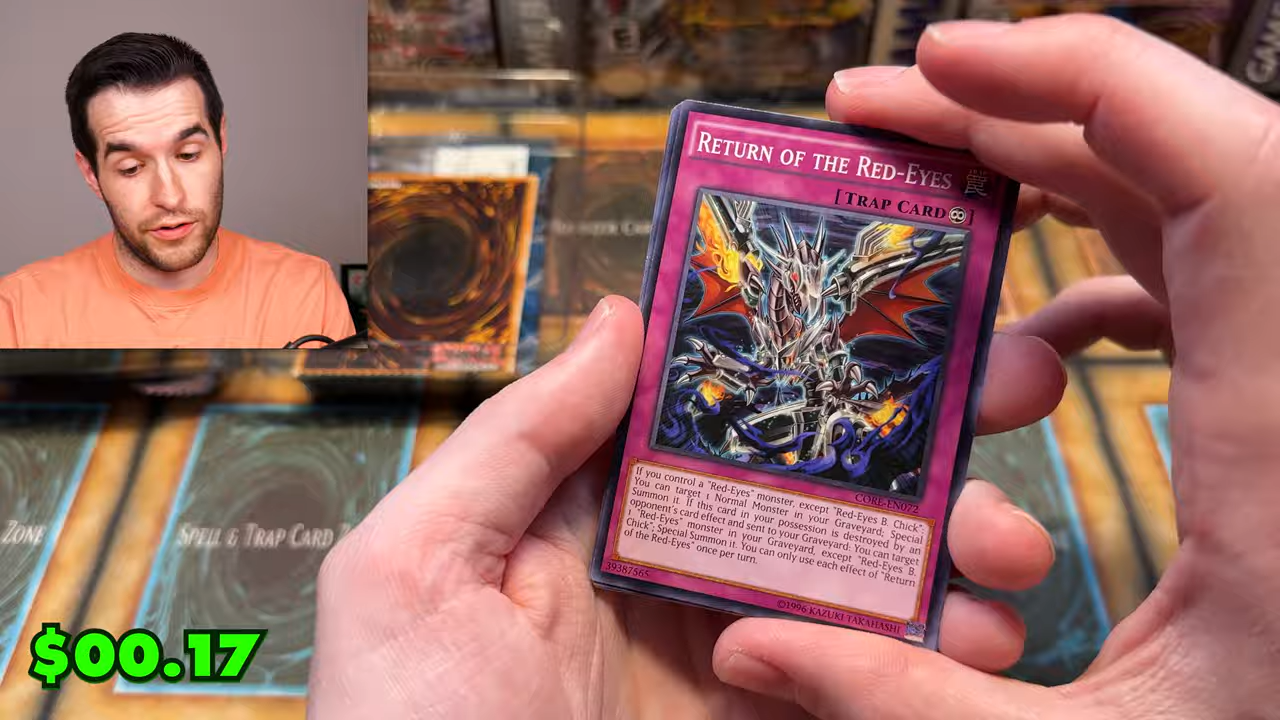 RETURN OF THE RED-EYES
[TRAP CARD ]
CORE-EN072
If you control a "Red-Eyes" monster, except "Red-Eyes B. Chick":
You can target 1 Normal Monster in your Graveyard; Special
Summon it. If this card in your possession is destroyed by an
opponent's card effect and sent to your Graveyard: You can target
1 "Red-Eyes" monster in your Graveyard, except "Red-Eyes B.
Chick"; Special Summon it. You can only use each effect of "Return
of the Red-Eyes" once per turn.
39387565
©1996 KAZUKI TAKAHASHI
ZONE
SPELL & TRAP CARD
$00.17